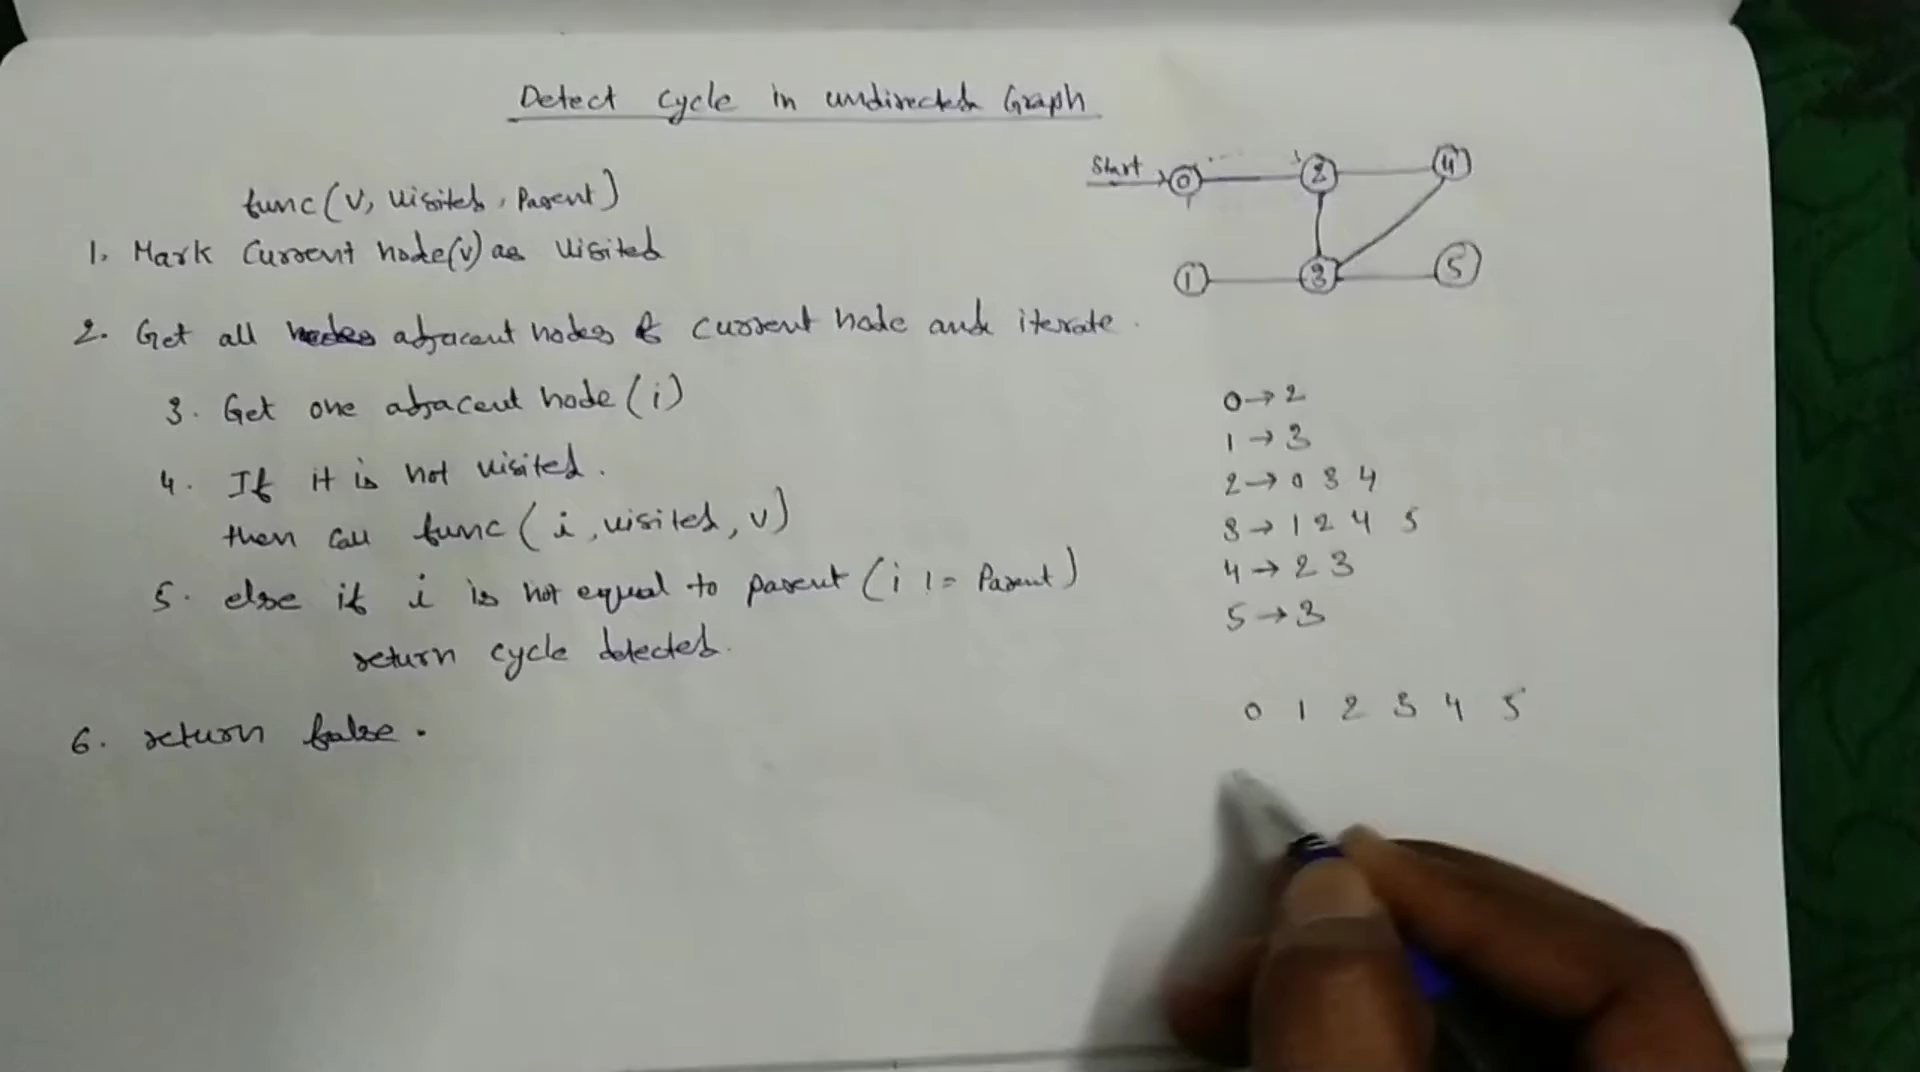 Detect cycle in undirected Graph
func(v, visited, Parent)
1. Mark Current node(v) as visited
2. Get all adjacent nodes of current node and iterate.
3. Get one adjacent node (i)
4. If it is not visited.
then call func (i, visited, v)
5. else if i is not equal to parent (i != Parent)
return cycle detected.
6. return false.
Start
0 2 4
1 3 5
0 → 2
1 → 3
2 → 0 3 4
3 → 1 2 4 5
4 → 2 3
5 → 3
0 1 2 3 4 5